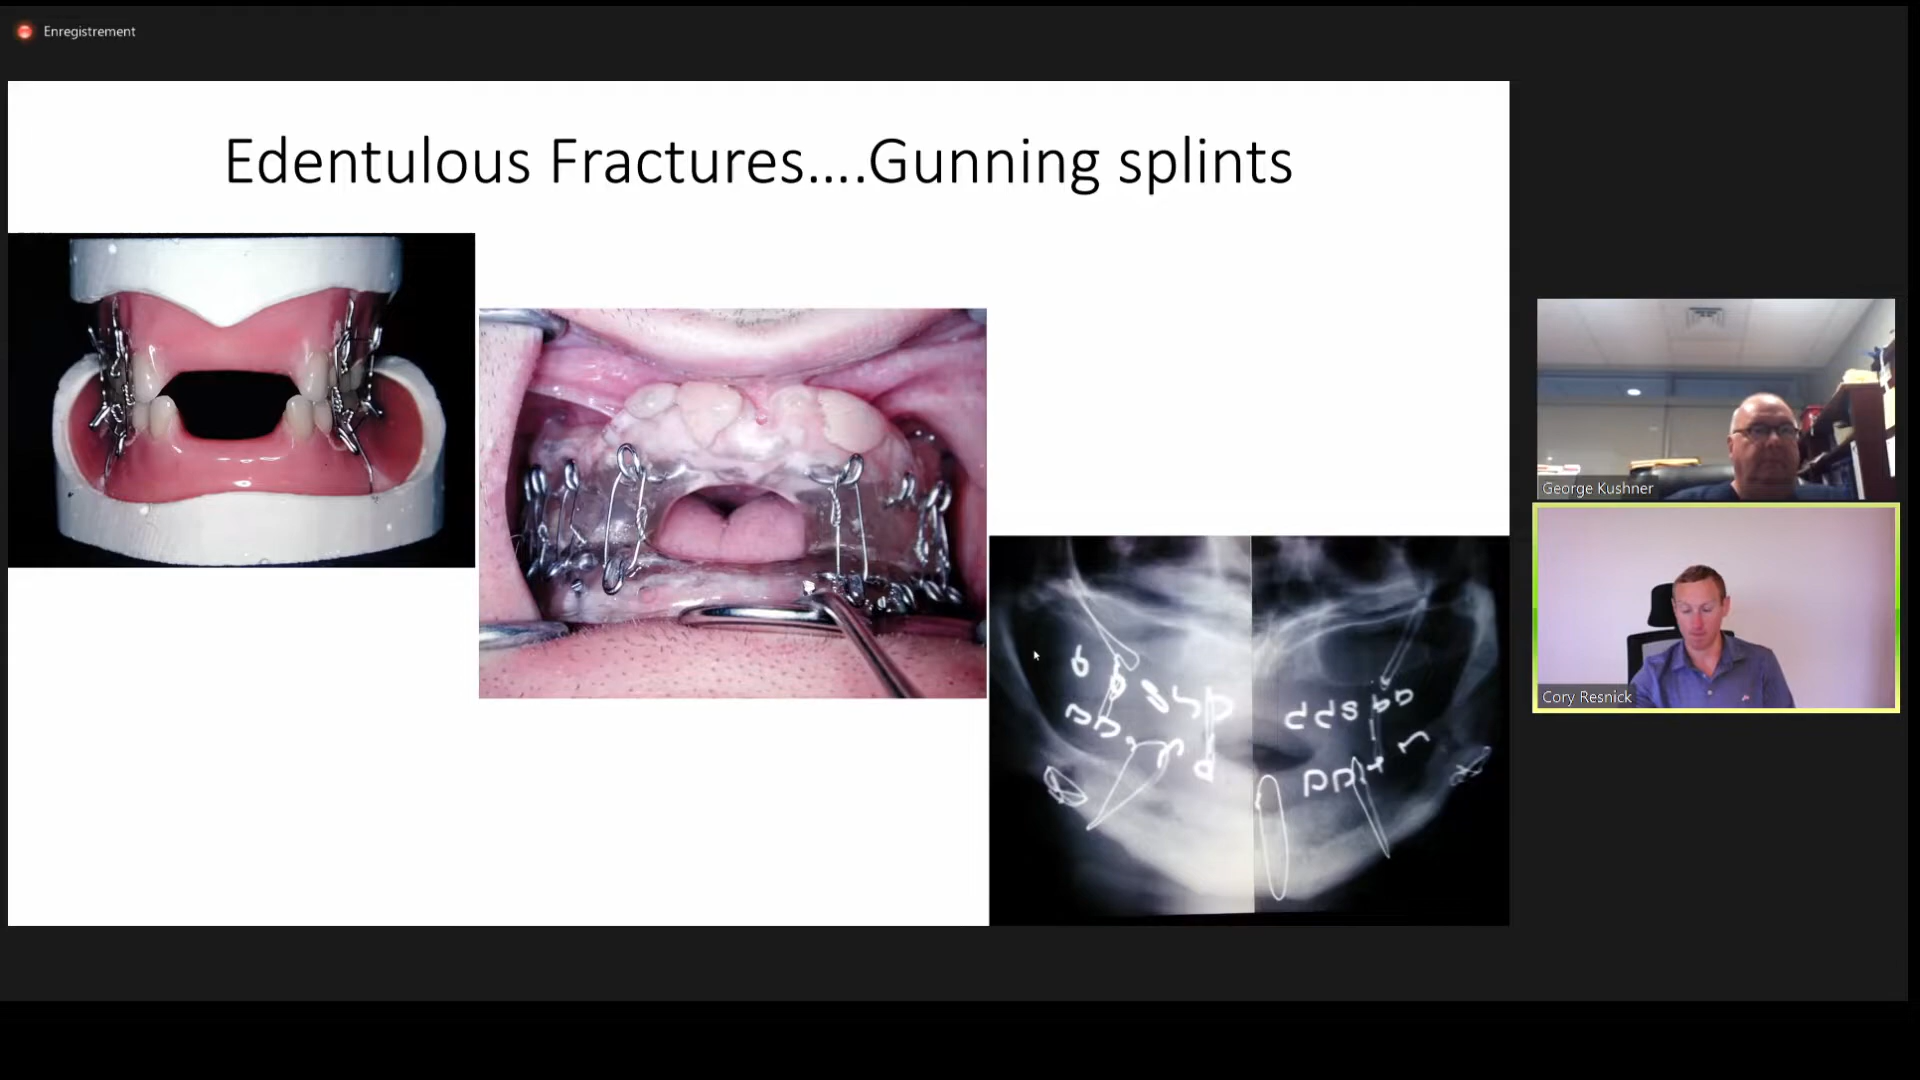 Enregistrement
Edentulous Fractures....Gunning splints
George Kushner
Cory Resnick